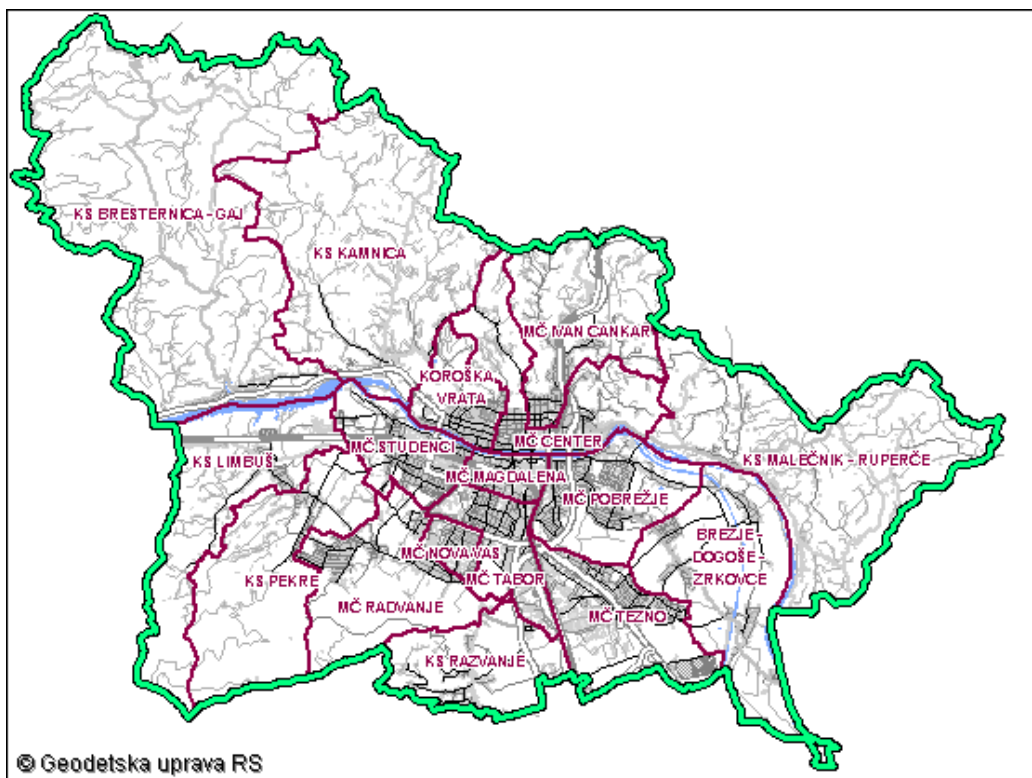 KS BRESTERNICA - GAJ
KS KAMNICA
MČ IVAN CANKAR
KOROŠKA
VRATA
MČ CENTER
MČ STUDENCI
KS LIMBUŠ
KS MALEČNIK - RUPERČE
MČ MAGDALENA
MČ POBREŽJE
BREZJE -
DOGOŠE -
ZRKOVCE
MČ NOVA VAS
KS PEKRE
MČ TABOR
MČ RADVANJE
MČ TEZNO
KS RAZVANJE
© Geodetska uprava RS